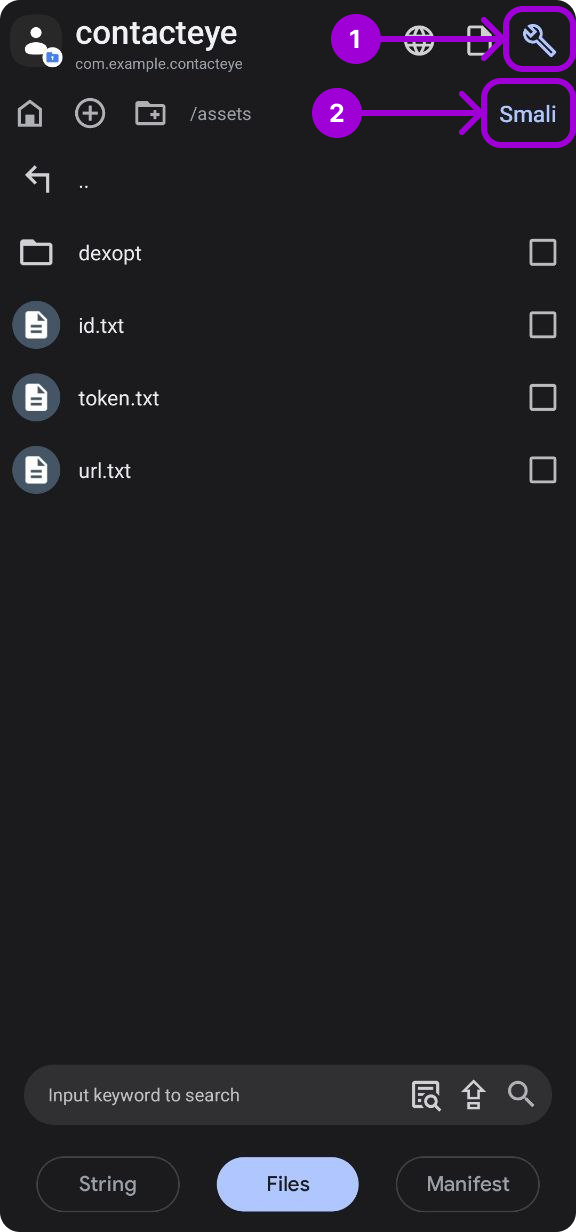 contacteye
com.example.contacteye
1
/assets
2
Smali
..
dexopt
id.txt
token.txt
url.txt
Input keyword to search
String
Files
Manifest